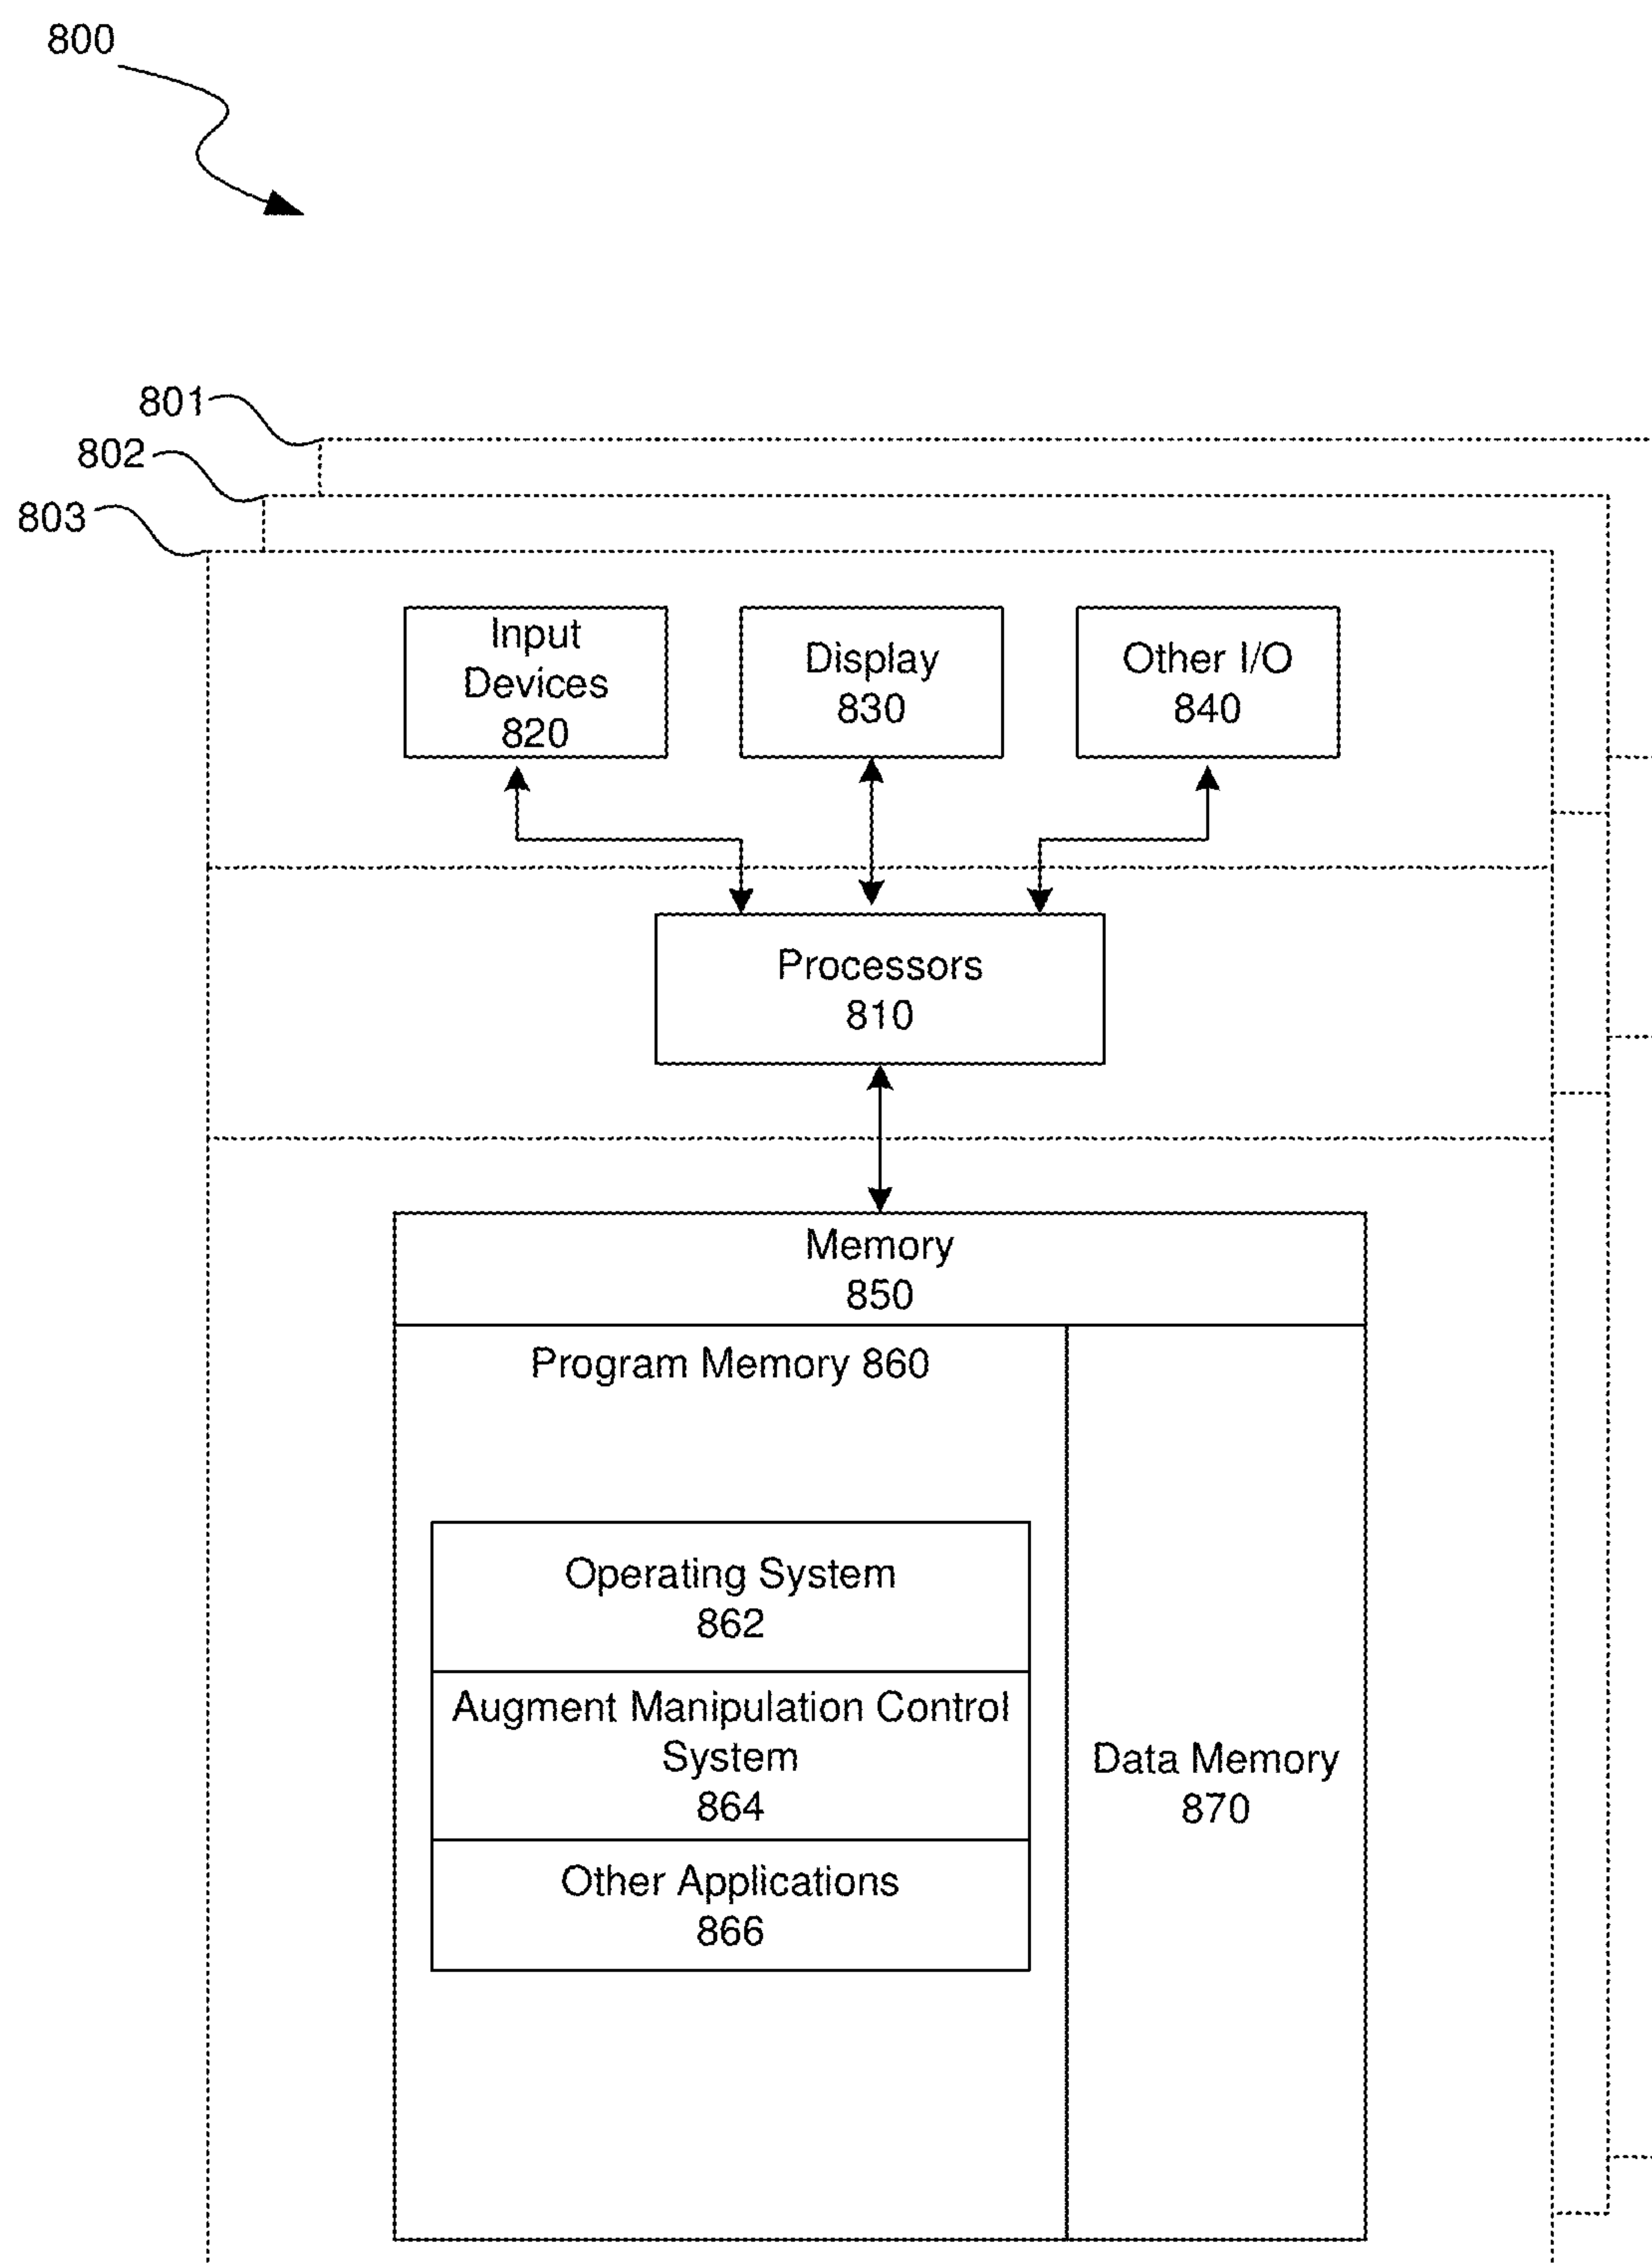 800
801
802
803
Input
Devices
820
Display
830
Other I/O
840
Processors
810
Memory
850
Program Memory 860
Operating System
862
Augment Manipulation Control
System
864
Other Applications
866
Data Memory
870